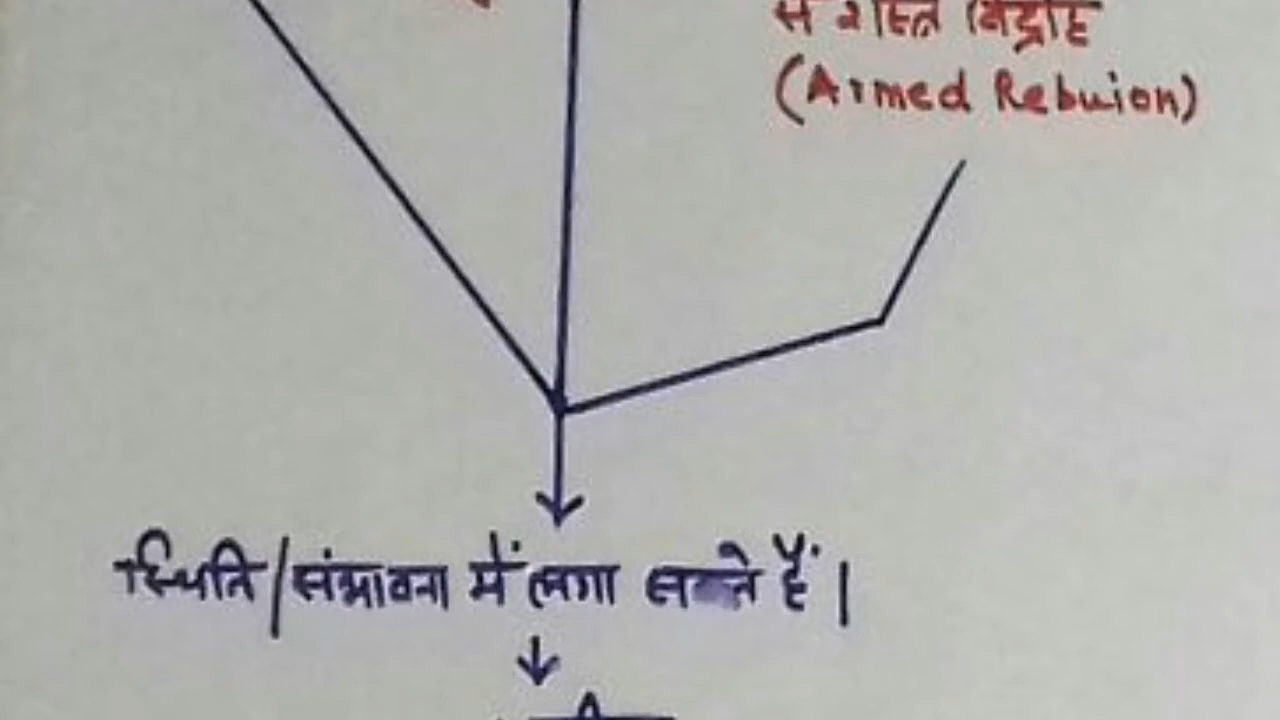 सशस्त्र विद्रोह
(Armed Rebuion)
स्थिति/संभावना में लगा सकते हैं।